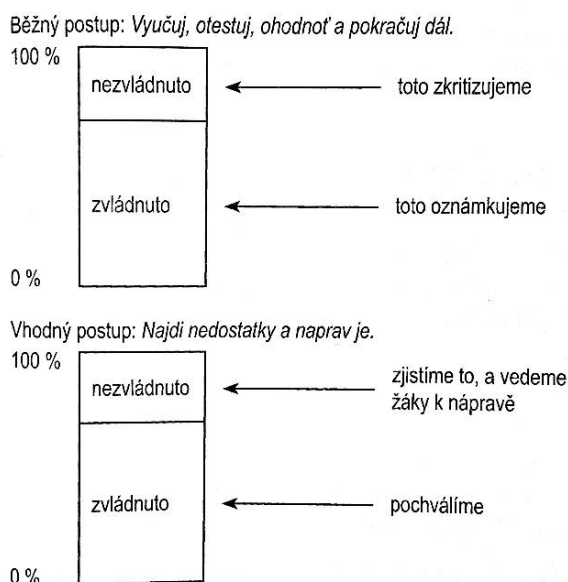 Běžný postup: Vyučuj, otestuj, ohodnoť a pokračuj dál.
100 %
nezvládnuto
toto zkritizujeme
zvládnuto
toto oznámkujeme
0 %
Vhodný postup: Najdi nedostatky a naprav je.
100 %
nezvládnuto
zjistíme to, a vedeme
žáky k nápravě
zvládnuto
pochválíme
0 %